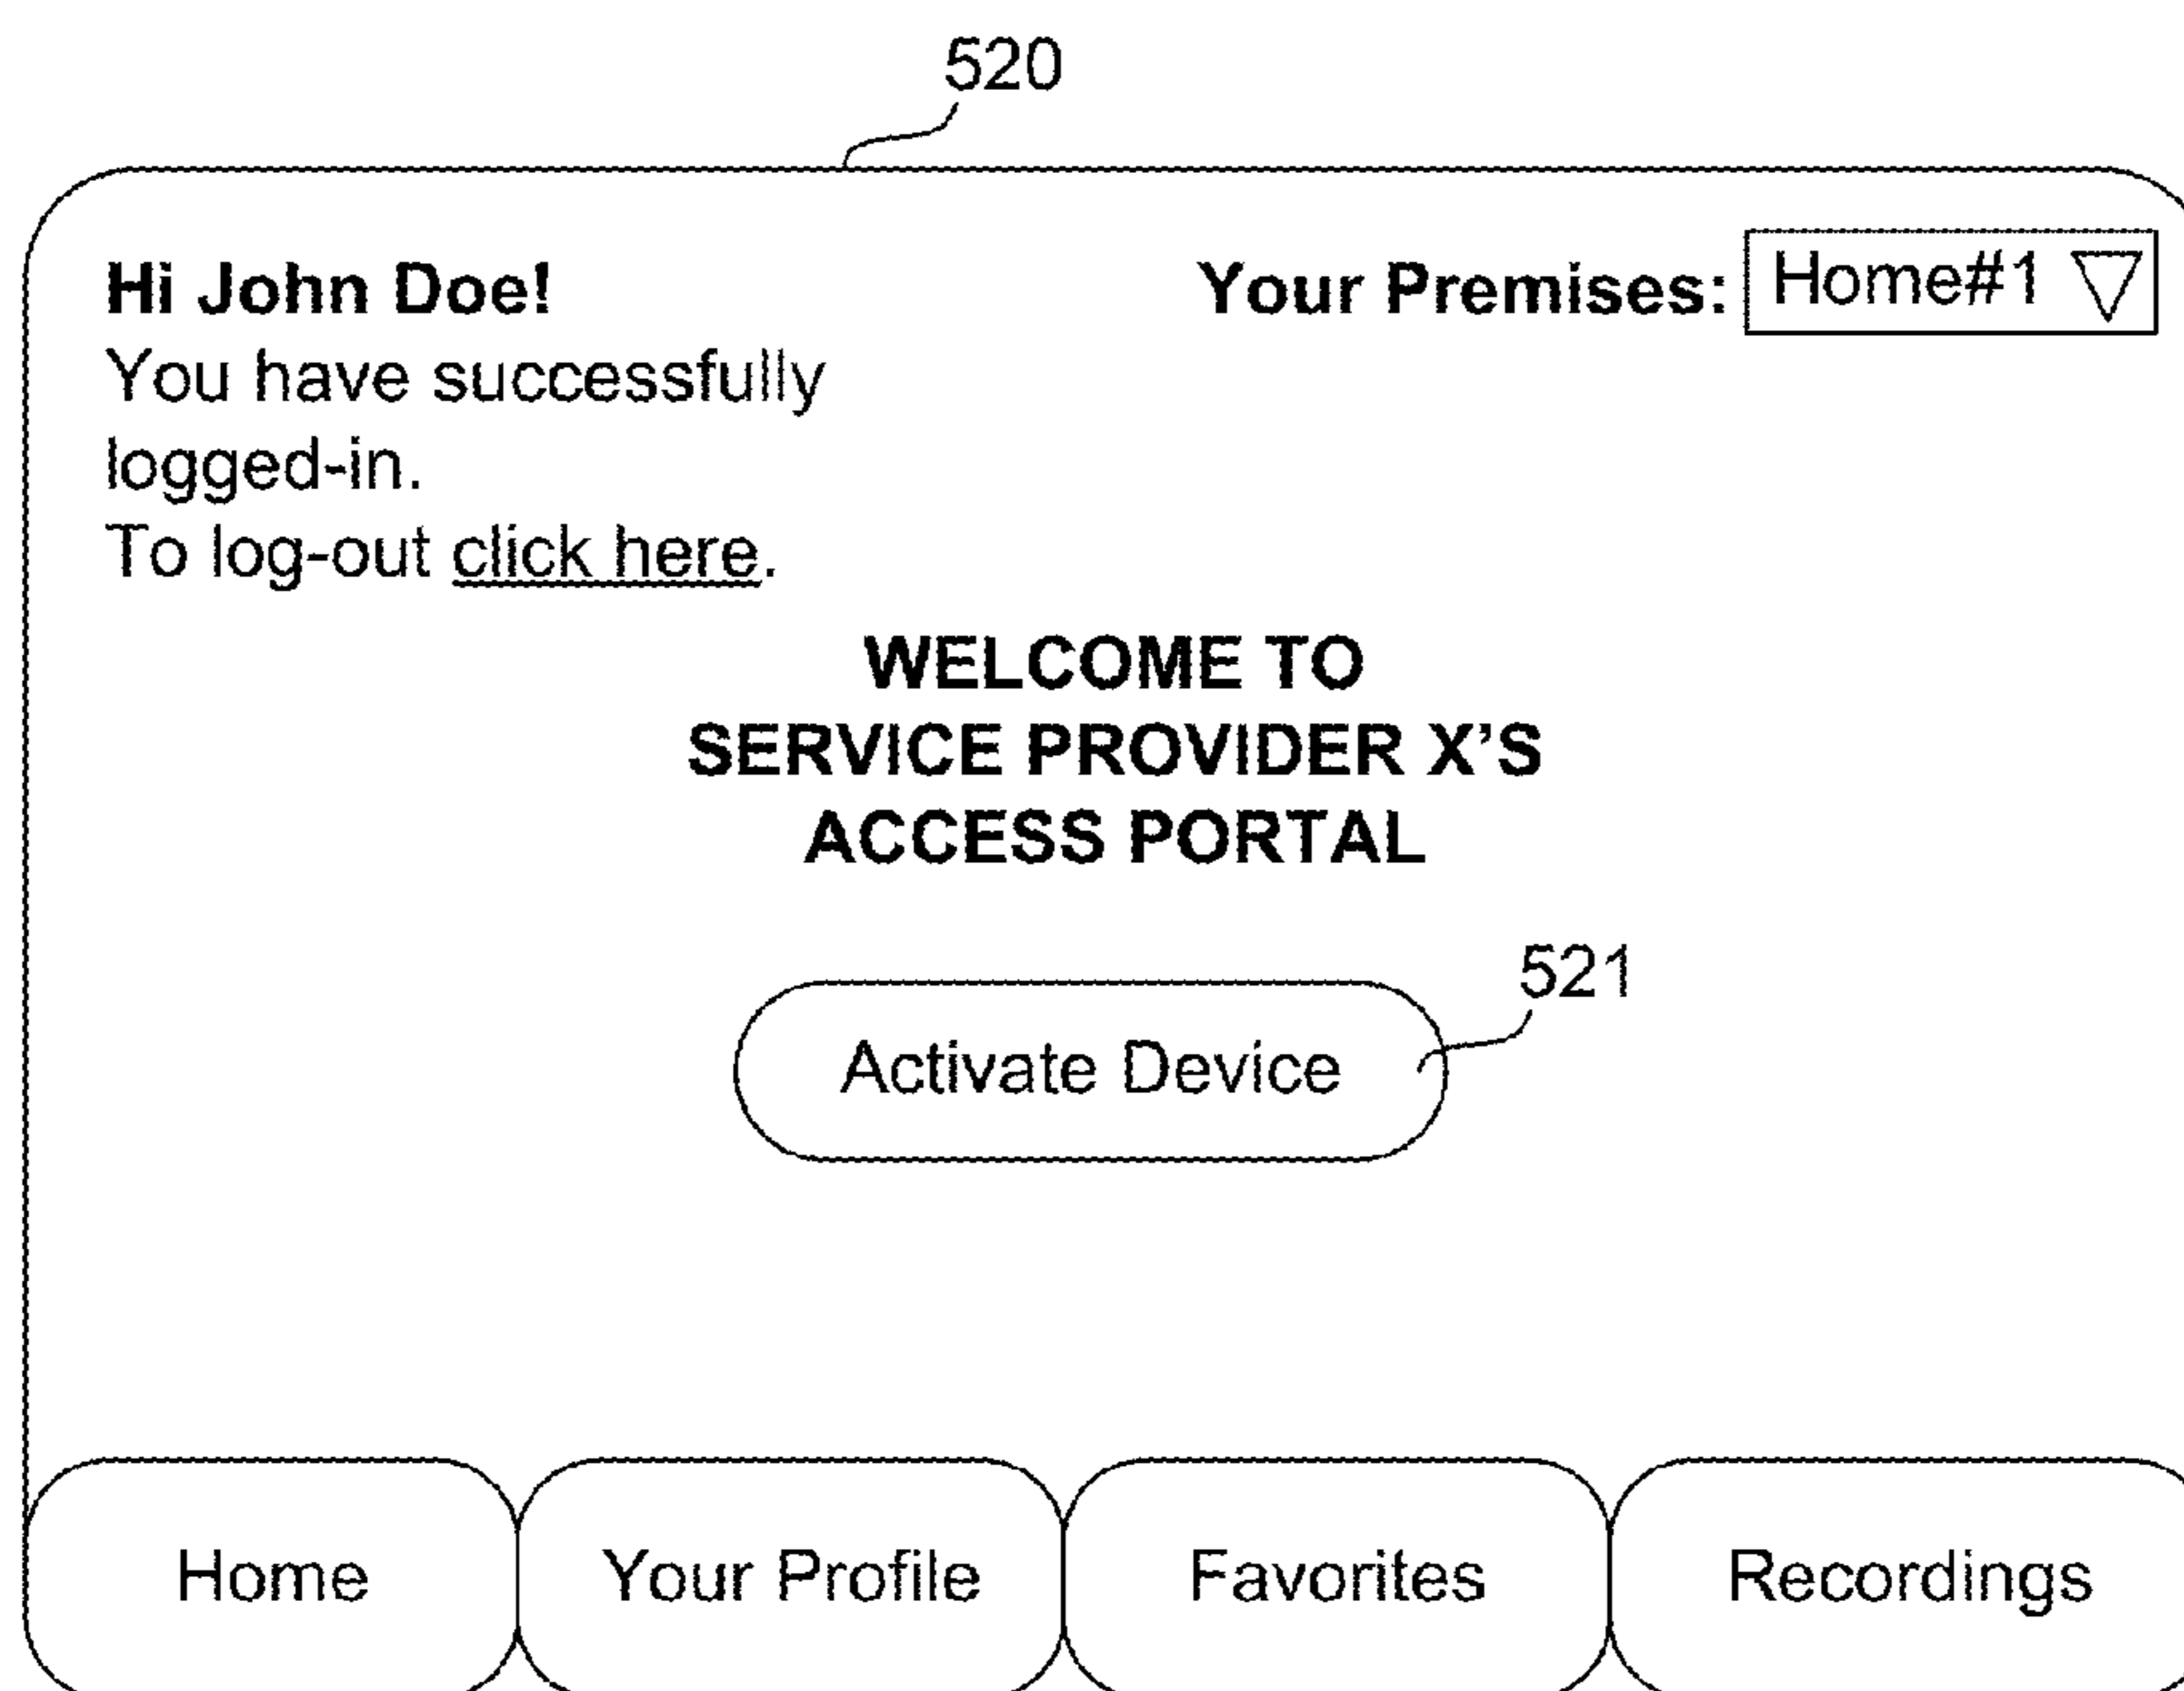 520
Hi John Doe!
Your Premises: Home#1
You have successfully
logged-in.
To log-out click here.
WELCOME TO
SERVICE PROVIDER X'S
ACCESS PORTAL
521
Activate Device
Home
Your Profile
Favorites
Recordings